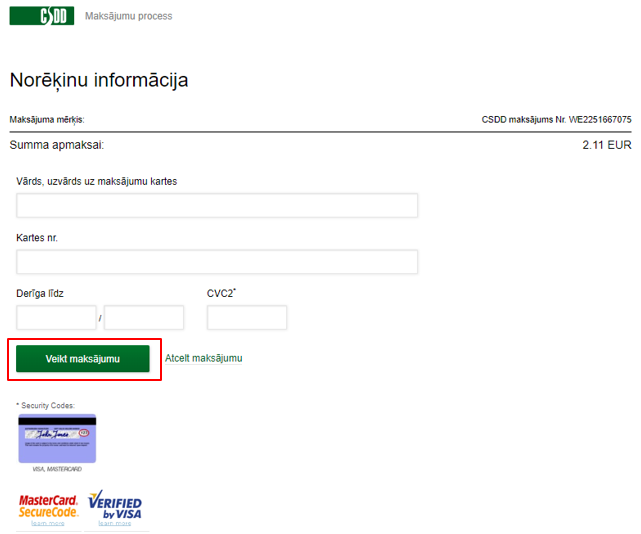 CSDD Maksājumu process
Norēķinu informācija
Maksājuma mērķis: CSDD maksājums Nr. WE2251667075
Summa apmaksai: 2.11 EUR
Vārds, uzvārds uz maksājumu kartes
Kartes nr.
Derīga līdz CVC2*
/
Veikt maksājumu Atcelt maksājumu
* Security Codes:
John Jones
VISA, MASTERCARD
MasterCard. SecureCode.
learn more
VERIFIED by VISA
learn more